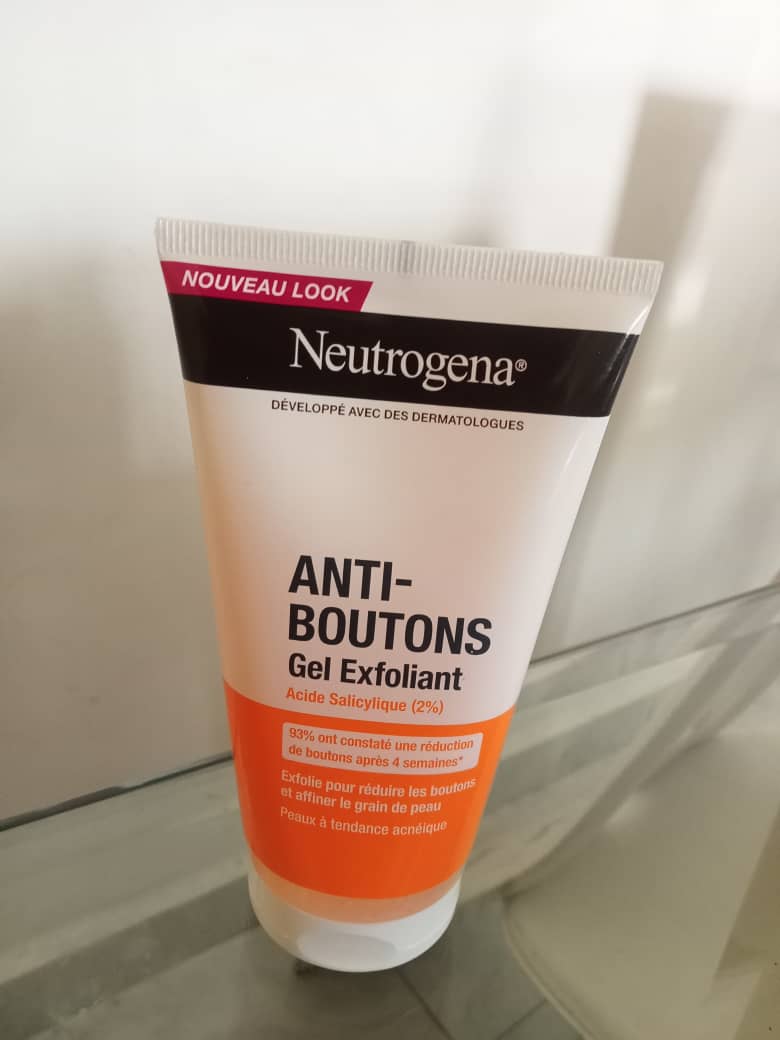 NOUVEAU LOOK
Neutrogena®
DÉVELOPPÉ AVEC DES DERMATOLOGUES
ANTI-
BOUTONS
Gel Exfoliant
Acide Salicylique (2%)
93% ont constaté une réduction
de boutons après 4 semaines*
Exfolie pour réduire les boutons
et affiner le grain de peau
Peaux à tendance acnéique